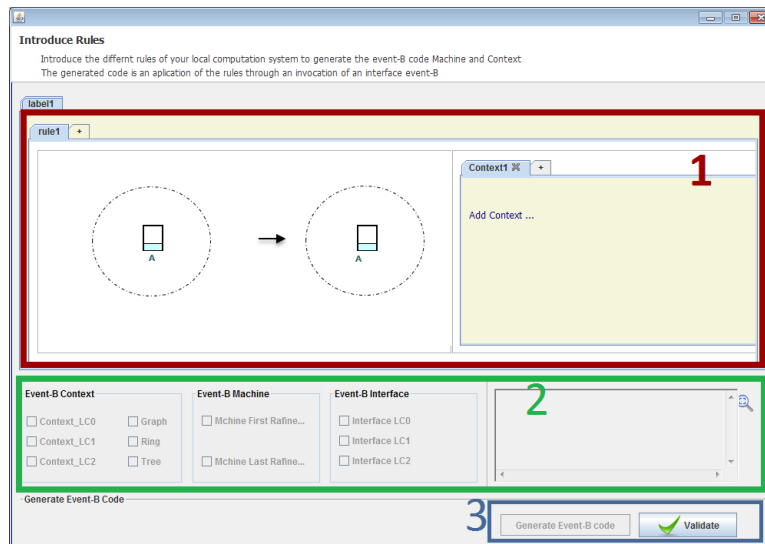 Introduce Rules
Introduce the differnt rules of your local computation system to generate the event-B code Machine and Context
The generated code is an aplication of the rules through an invocation of an interface event-B
label1
rule1 +
Context1 +
1
Add Context ...
A A
Event-B Context Event-B Machine Event-B Interface
2
Context_LC0 Graph Mchine First Rafine... Interface LC0
Context_LC1 Ring Interface LC1
Context_LC2 Tree Mchine Last Rafine... Interface LC2
Generate Event-B Code
3
Generate Event-B code Validate